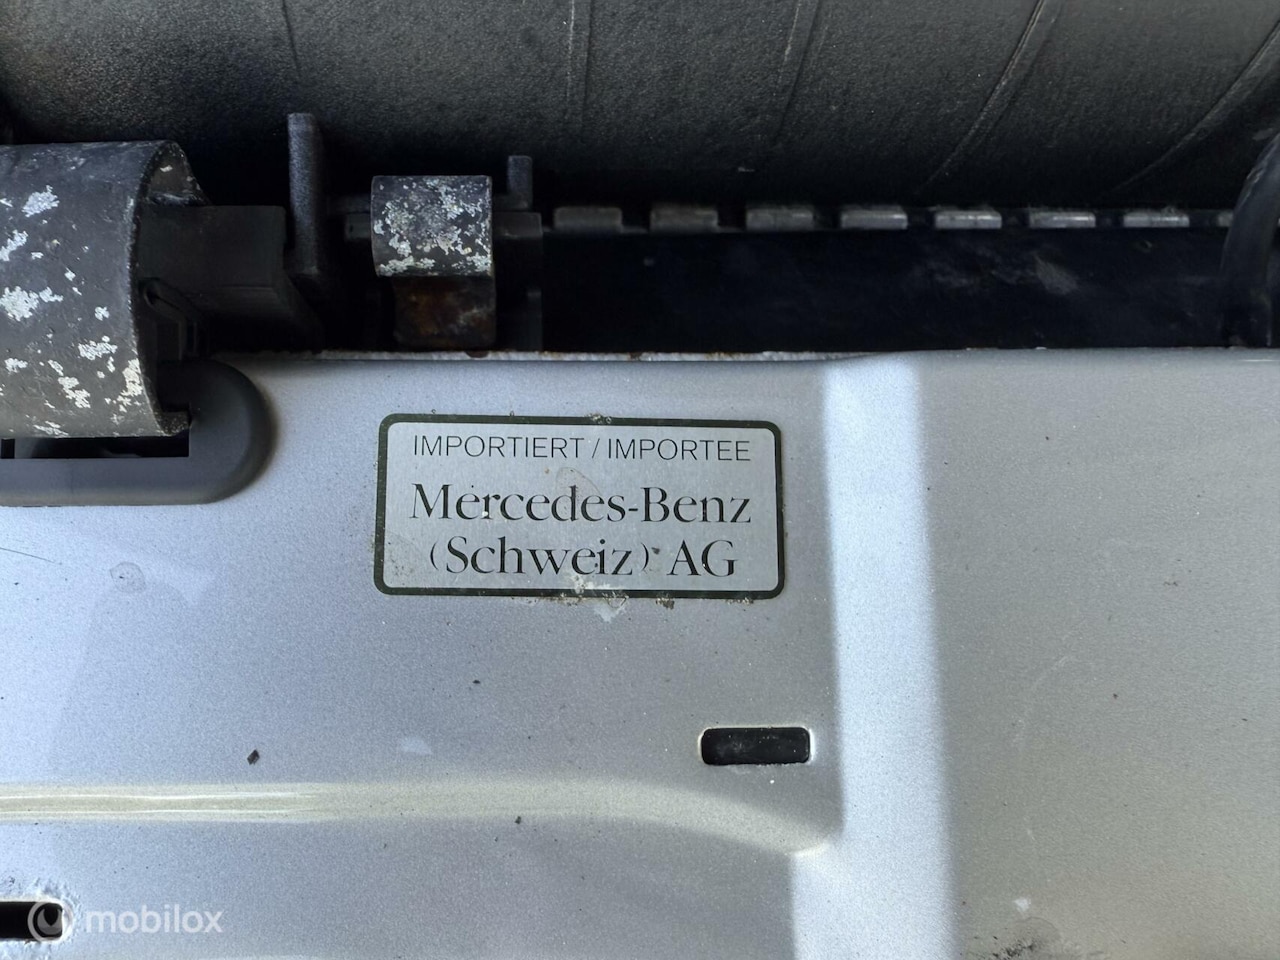 IMPORTIERT / IMPORTEE
Mercedes-Benz
(Schweiz) AG
mobilox